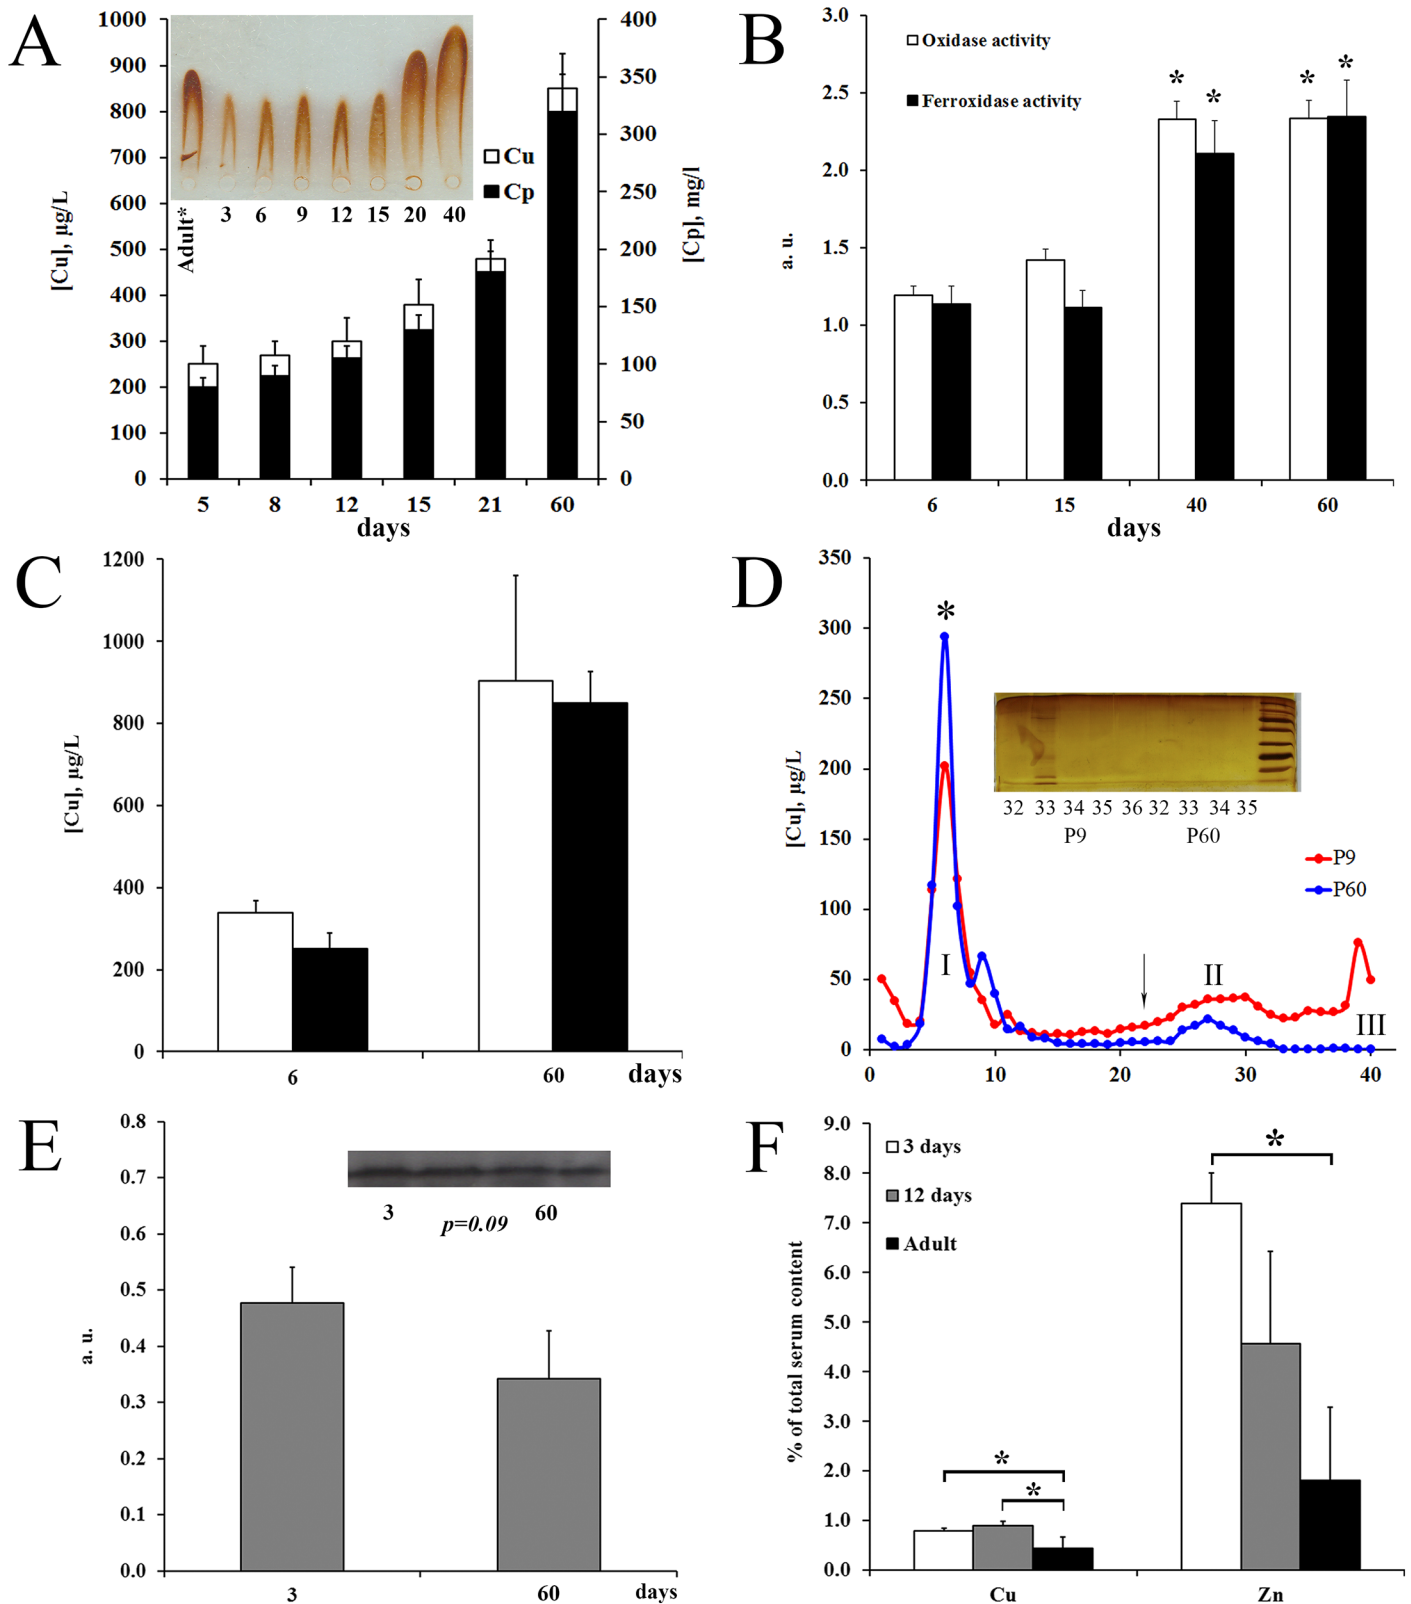 A
1000
900
800
700
600
500
400
300
200
100
0
[Cu], µg/L
400
350
300
250
200
150
100
50
0
[Cp], mg/l
Cu
Cp
Adult* 3 6 9 12 15 20 40
5 8 12 15 21 60
days
B
3.0
2.5
2.0
1.5
1.0
0.5
0.0
a. u.
Oxidase activity
Ferroxidase activity
* * * *
6 15 40 60
days
C
1200
1000
800
600
400
200
0
[Cu], µg/L
6 60 days
D
350
300
250
200
150
100
50
0
[Cu], µg/L
*
32 33 34 35 36 32 33 34 35
P9 P60
P9
P60
I
II
III
0 10 20 30 40
E
0.8
0.7
0.6
0.5
0.4
0.3
0.2
0.1
0.0
a. u.
3 p=0.09 60
3 60 days
F
9.0
8.0
7.0
6.0
5.0
4.0
3.0
2.0
1.0
0.0
% of total serum content
3 days
12 days
Adult
*
*
*
Cu Zn